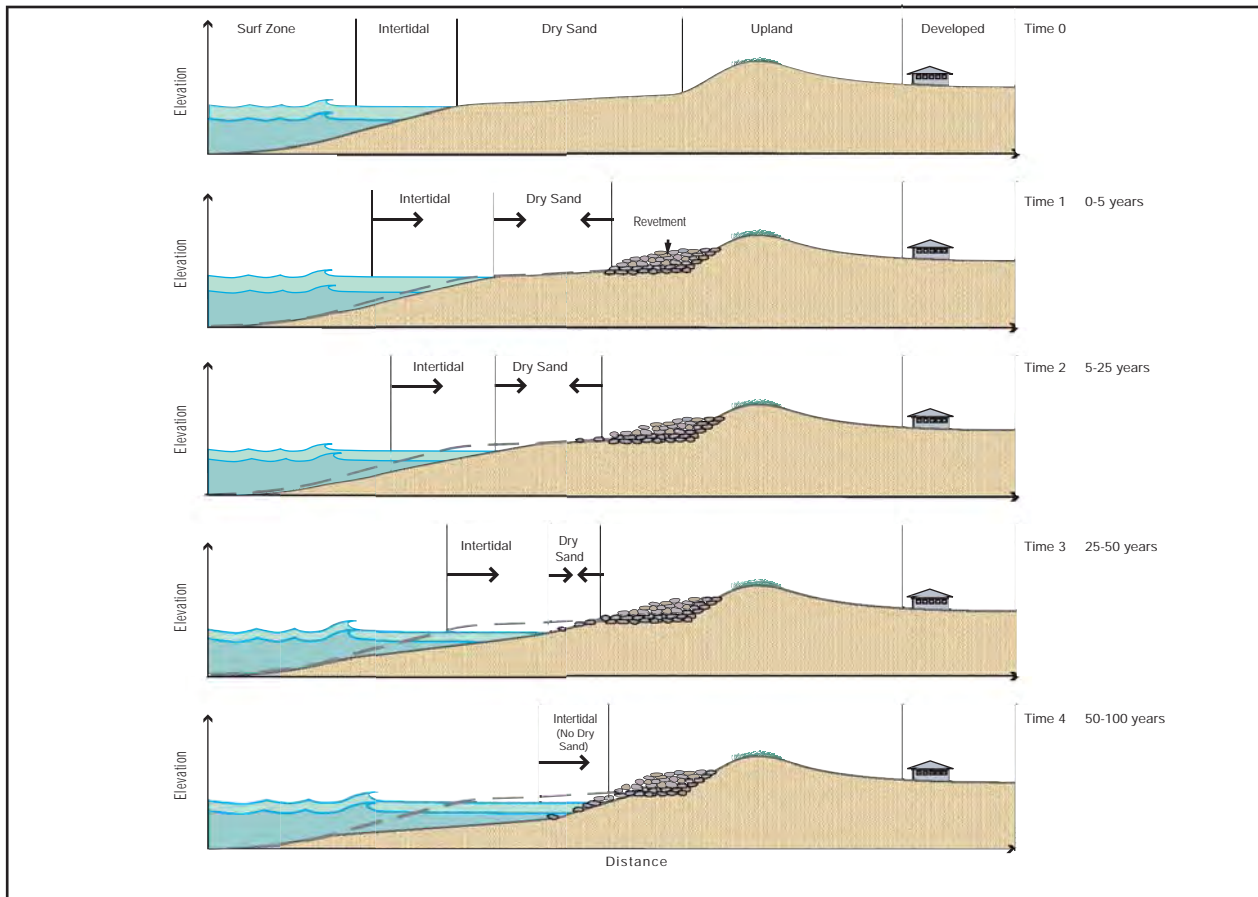 Surf Zone Intertidal Dry Sand Upland Developed Time 0
Elevation
Intertidal Dry Sand Time 1 0-5 years
Revetment
Elevation
Intertidal Dry Sand Time 2 5-25 years
Elevation
Intertidal Dry Time 3 25-50 years
Sand
Elevation
Intertidal Time 4 50-100 years
(No Dry
Sand)
Elevation
Distance